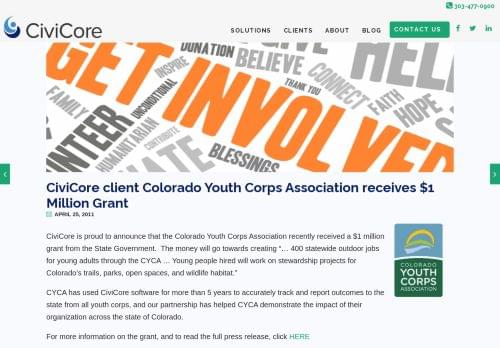 303-477-0900
CiviCore
SOLUTIONS CLIENTS ABOUT BLOG CONTACT US
DONATION
INSPIRE
BELIEVE
HELP
GET INVOLVED
THANK YOU
CONNECT
FAITH
HOPE
FAMILY
UNCONDITIONAL
VOLUNTEER
HUMANITARIAN
CONTRIBUTE
BLESSINGS
CiviCore client Colorado Youth Corps Association receives $1
Million Grant
APRIL 25, 2011
CiviCore is proud to announce that the Colorado Youth Corps Association recently received a $1 million
grant from the State Government. The money will go towards creating “… 400 statewide outdoor jobs
for young adults through the CYCA … Young people hired will work on stewardship projects for
Colorado’s trails, parks, open spaces, and wildlife habitat.”
COLORADO
YOUTH
CORPS
ASSOCIATION
CYCA has used CiviCore software for more than 5 years to accurately track and report outcomes to the
state from all youth corps, and our partnership has helped CYCA demonstrate the impact of their
organization across the state of Colorado.
For more information on the grant, and to read the full press release, click HERE